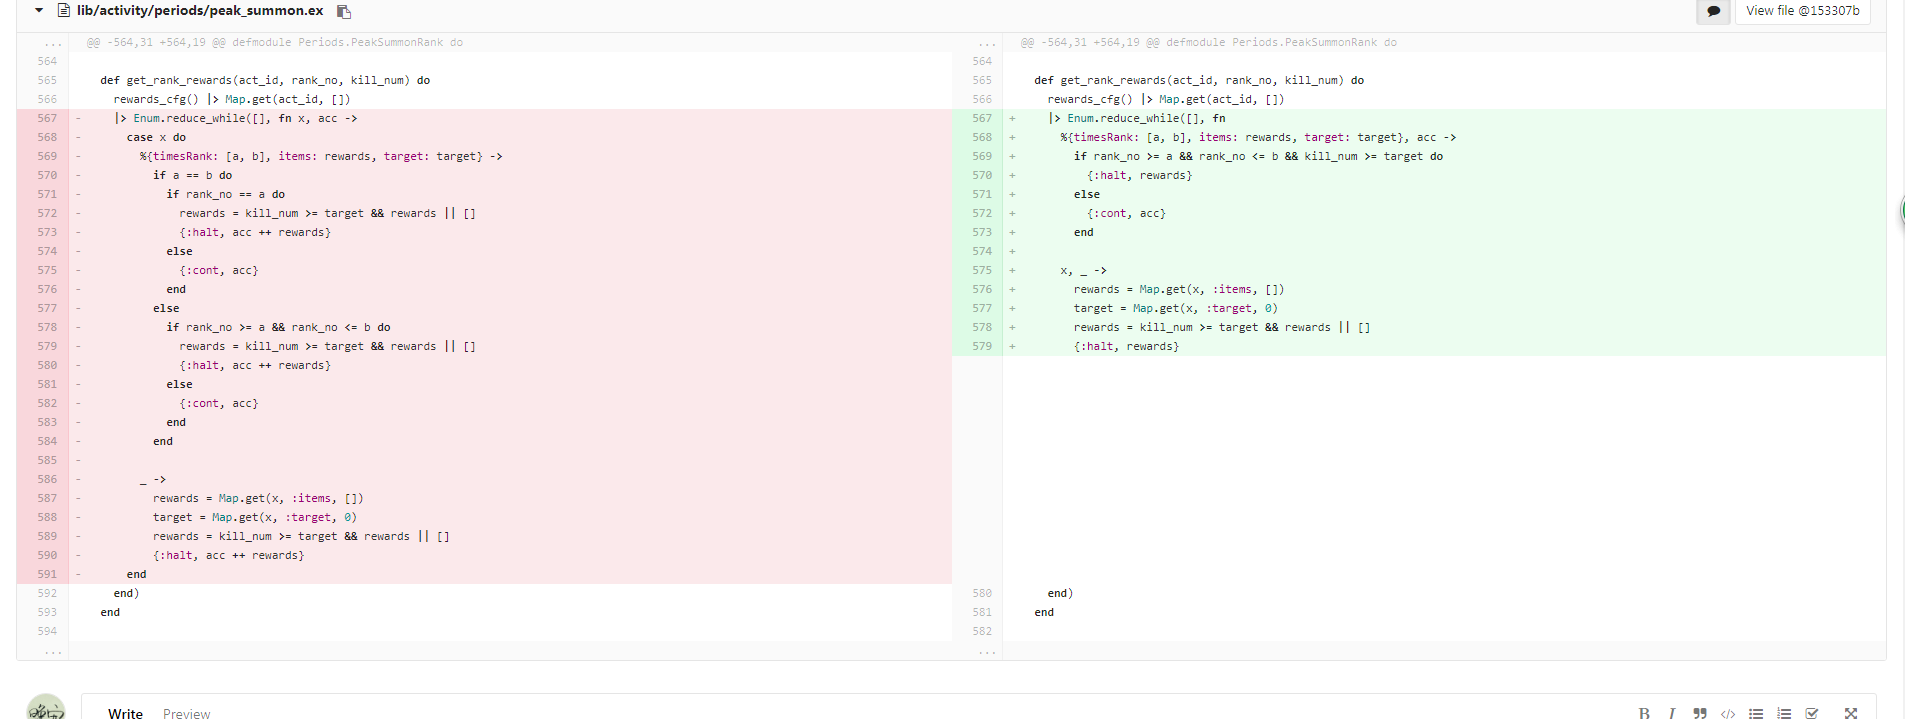 lib/activity/periods/peak_summon.ex
View file @153307b
... @@ -564,31 +564,19 @@ defmodule Periods.PeakSummonRank do
564
565 def get_rank_rewards(act_id, rank_no, kill_num) do
566 rewards_cfg() |> Map.get(act_id, [])
567 - |> Enum.reduce_while([], fn x, acc ->
568 - case x do
569 - %{timesRank: [a, b], items: rewards, target: target} ->
570 - if a == b do
571 - if rank_no == a do
572 - rewards = kill_num >= target && rewards || []
573 - {:halt, acc ++ rewards}
574 - else
575 - {:cont, acc}
576 - end
577 - else
578 - if rank_no >= a && rank_no <= b do
579 - rewards = kill_num >= target && rewards || []
580 - {:halt, acc ++ rewards}
581 - else
582 - {:cont, acc}
583 - end
584 - end
585 -
586 - _ ->
587 - rewards = Map.get(x, :items, [])
588 - target = Map.get(x, :target, 0)
589 - rewards = kill_num >= target && rewards || []
590 - {:halt, acc ++ rewards}
591 - end
592 end)
593 end
594
...
... @@ -564,31 +564,19 @@ defmodule Periods.PeakSummonRank do
564
565 def get_rank_rewards(act_id, rank_no, kill_num) do
566 rewards_cfg() |> Map.get(act_id, [])
567 + |> Enum.reduce_while([], fn
568 + %{timesRank: [a, b], items: rewards, target: target}, acc ->
569 + if rank_no >= a && rank_no <= b && kill_num >= target do
570 + {:halt, rewards}
571 + else
572 + {:cont, acc}
573 + end
574 +
575 + x, _ ->
576 + rewards = Map.get(x, :items, [])
577 + target = Map.get(x, :target, 0)
578 + rewards = kill_num >= target && rewards || []
579 + {:halt, rewards}
580 end)
581 end
582
...
Write Preview